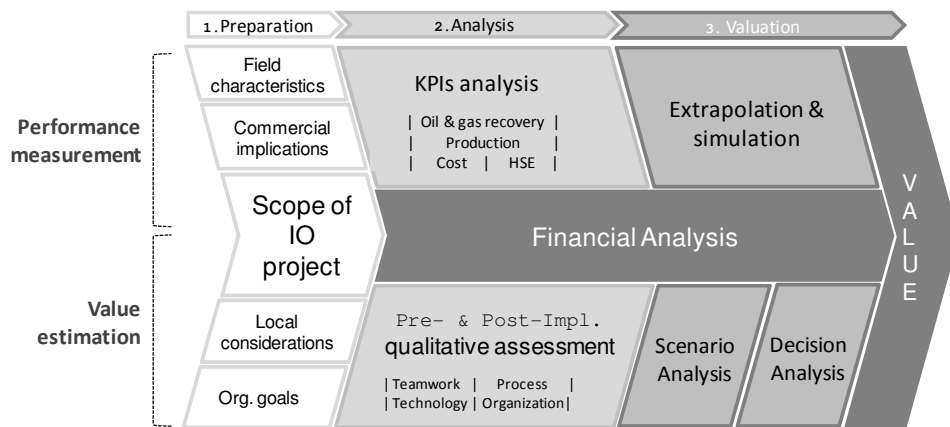 1. Preparation
2. Analysis
3. Valuation
Performance
measurement
Value
estimation
Field
characteristics
Commercial
implications
Scope of
IO
project
Local
considerations
Org. goals
KPIs analysis
| Oil & gas recovery |
| Production |
| Cost | HSE |
Extrapolation &
simulation
Financial Analysis
Pre- & Post-Impl.
qualitative assessment
|Teamwork | Process |
|Technology | Organization|
Scenario
Analysis
Decision
Analysis
VALUE